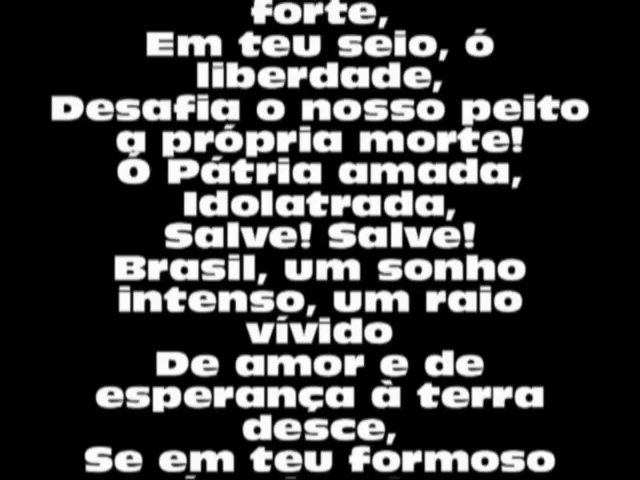 forte,
Em teu seio, ó
liberdade,
Desafia o nosso peito
a própria morte!
Ó Pátria amada,
Idolatrada,
Salve! Salve!
Brasil, um sonho
intenso, um raio
vívido
De amor e de
esperança à terra
desce,
Se em teu formoso